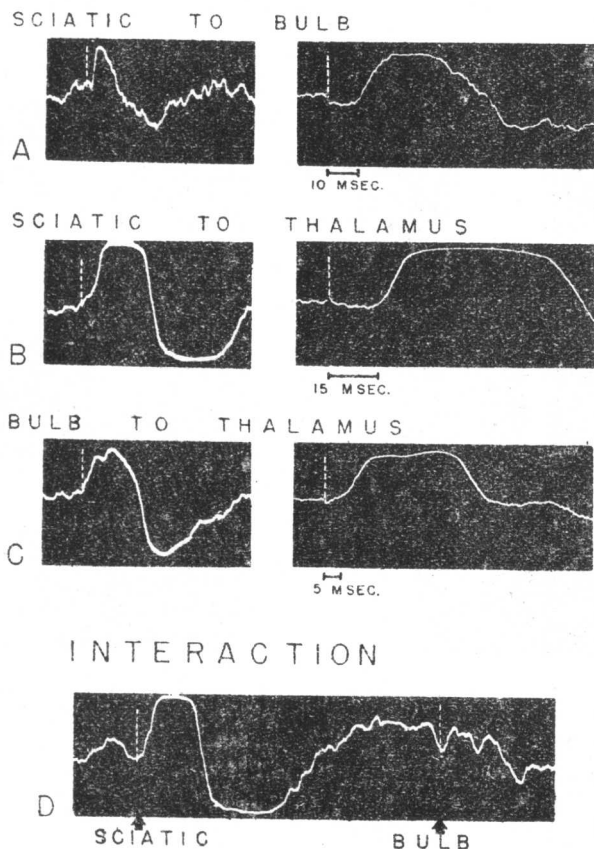 SCIATIC TO BULB
A
10 MSEC.
SCIATIC TO THALAMUS
B
15 MSEC.
BULB TO THALAMUS
C
5 MSEC.
INTERACTION
D
SCIATIC BULB